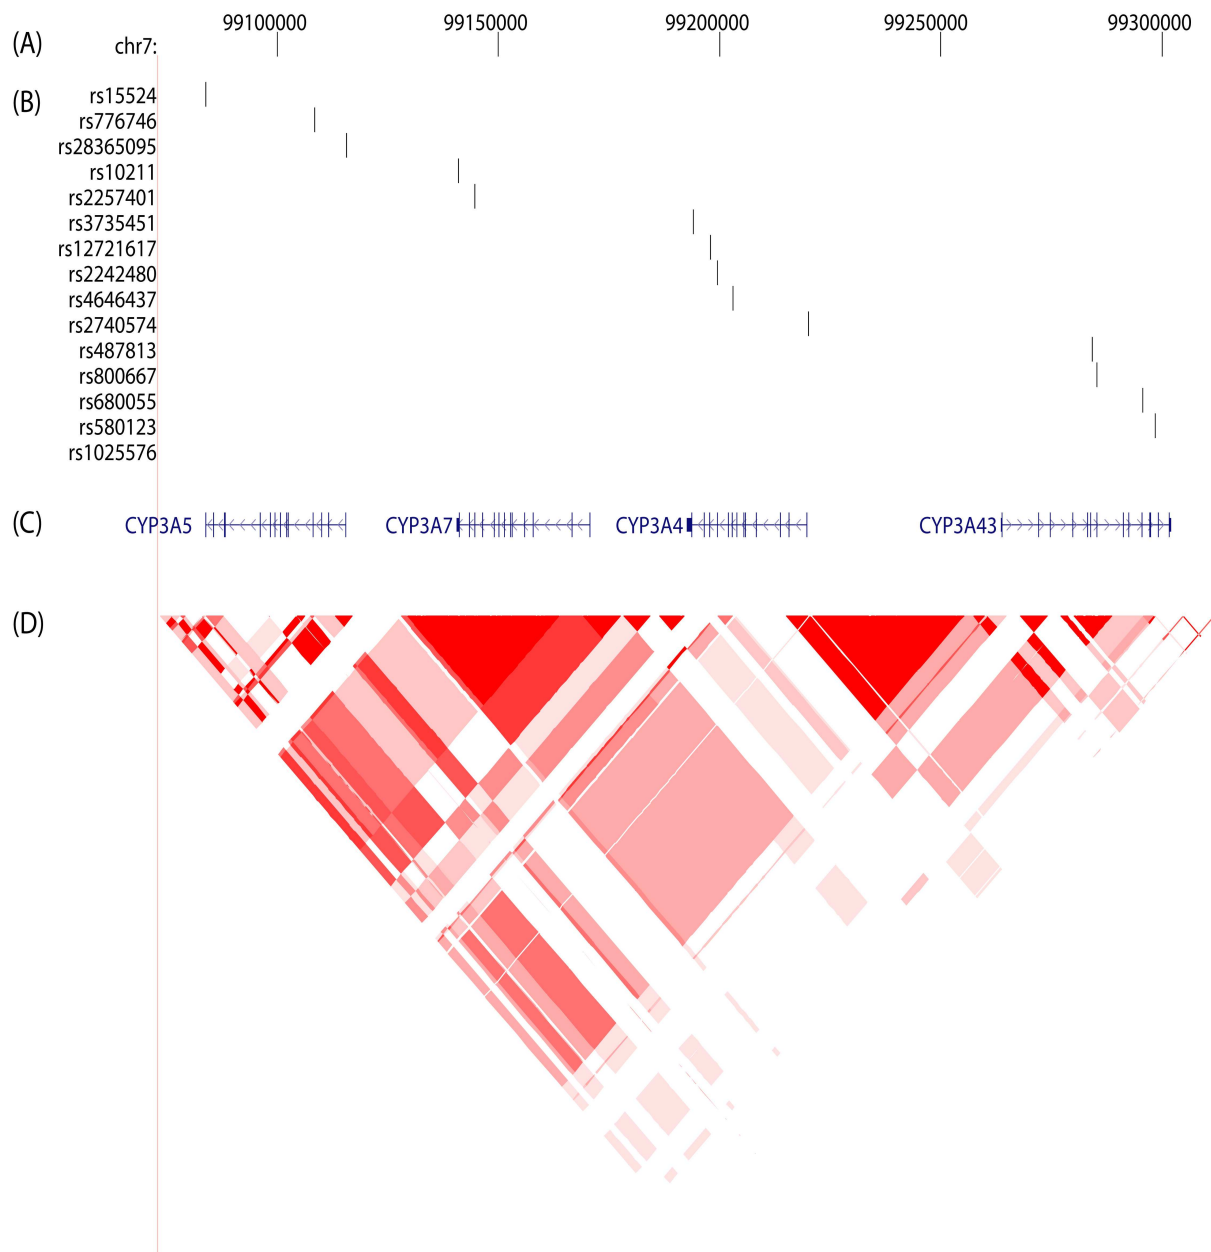 99100000 99150000 99200000 99250000 99300000
(A) chr7:
(B) rs15524
rs776746
rs28365095
rs10211
rs2257401
rs3735451
rs12721617
rs2242480
rs4646437
rs2740574
rs487813
rs800667
rs680055
rs580123
rs1025576
(C) CYP3A5 CYP3A7 CYP3A4 CYP3A43
(D)